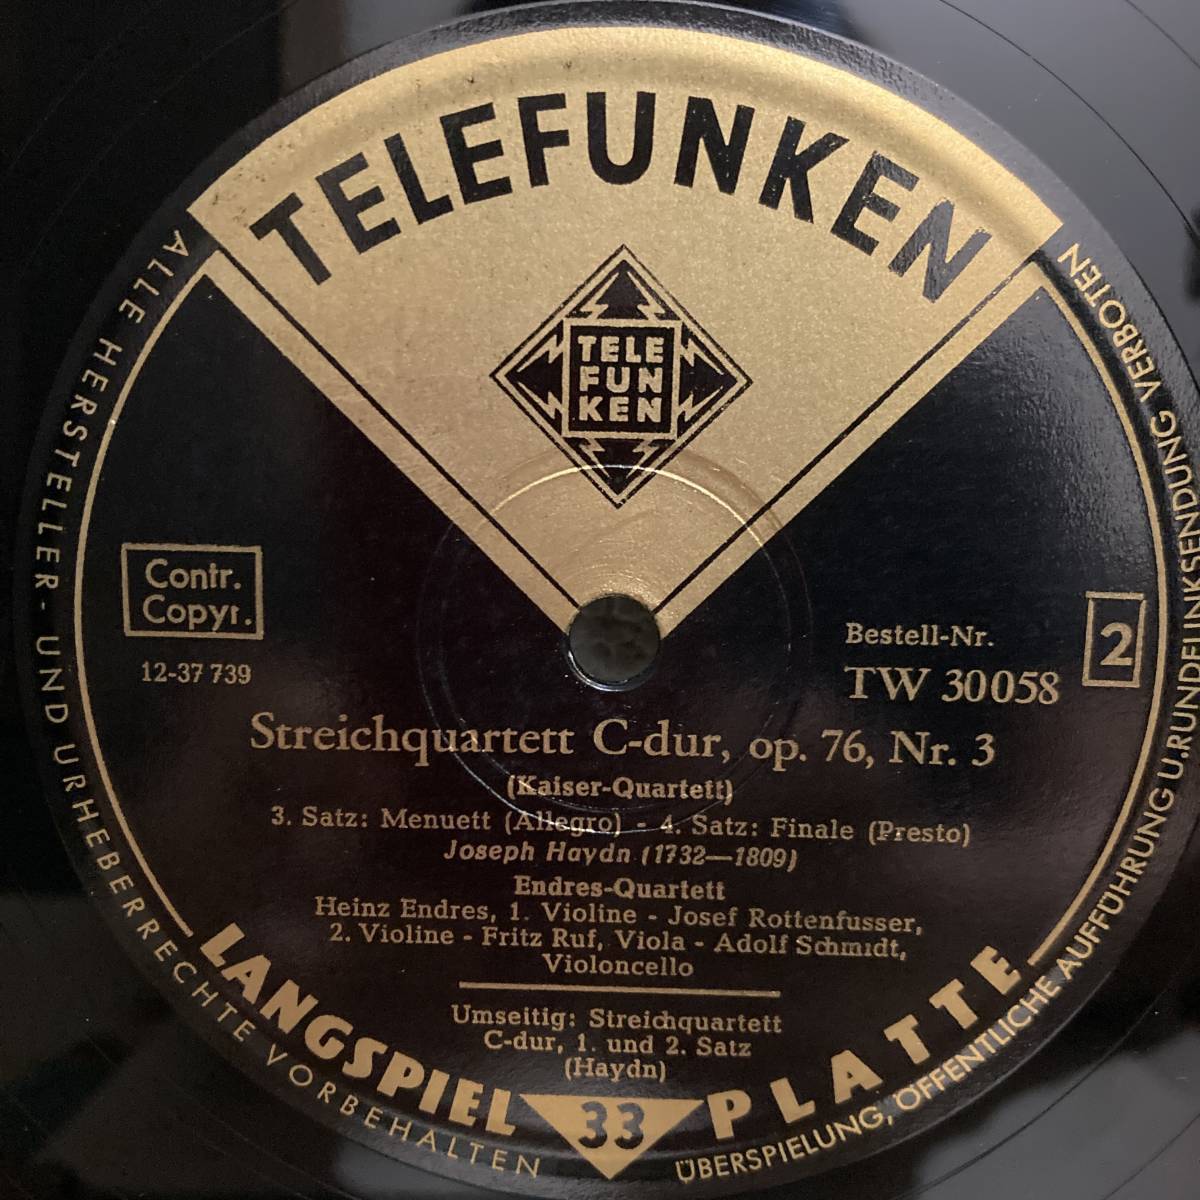 TELEFUNKEN
TELE
FUN
KEN
Contr.
Copyr.
12-37 739
Bestell-Nr.
TW 30058
2
Streichquartett C-dur, op. 76, Nr. 3
(Kaiser-Quartett)
3. Satz: Menuett (Allegro) - 4. Satz: Finale (Presto)
Joseph Haydn (1732—1809)
Endres-Quartett
Heinz Endres, 1. Violine - Josef Rottenfusser,
2. Violine - Fritz Ruf, Viola - Adolf Schmidt,
Violoncello
Umseitig: Streichquartett
C-dur, 1. und 2. Satz
(Haydn)
LANGSPIEL 33 PLATTE
ALLE HERSTELLER- UND URHEBERRECHTE VORBEHALTEN
ÜBERSPIELUNG, ÖFFENTLICHE AUFFÜHRUNG U. RUNDFUNKSENDUNG VERBOTEN